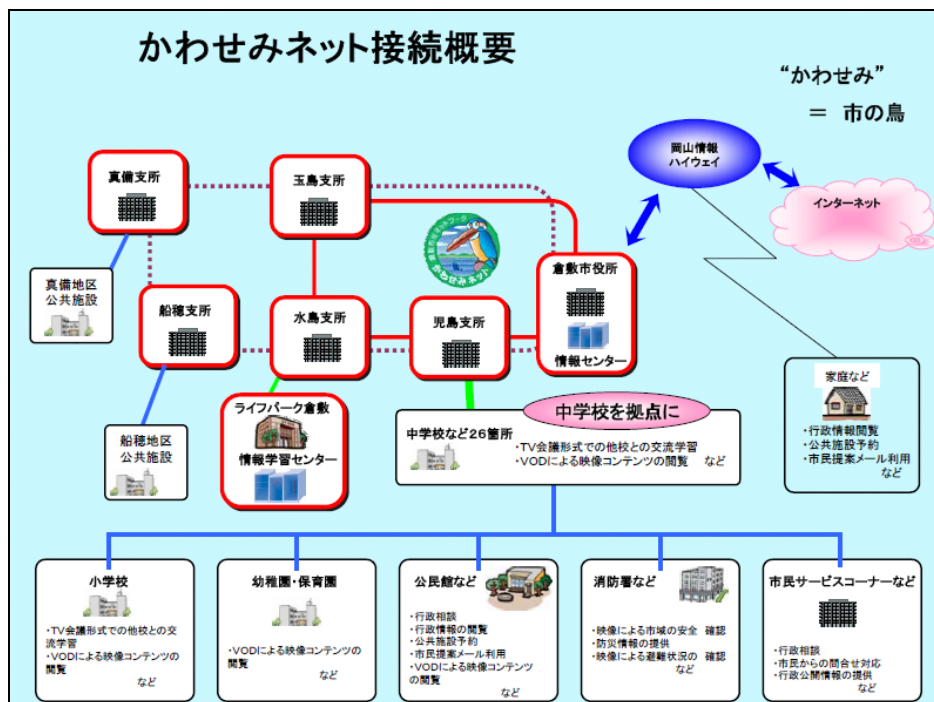 かわせみネット接続概要
“かわせみ”
＝ 市の鳥
岡山情報
ハイウェイ
インターネット
真備支所
玉島支所
かわせみネット
倉敷市役所
情報センター
真備地区
公共施設
船穂支所
水島支所
児島支所
ライフパーク倉敷
情報学習センター
船穂地区
公共施設
中学校を拠点に
中学校など26箇所
・TV会議形式での他校との交流学習
・VODによる映像コンテンツの閲覧 など
家庭など
・行政情報閲覧
・公共施設予約
・市民提案メール利用
など
小学校
・TV会議形式での他校との交
流学習
・VODによる映像コンテンツの
閲覧
など
幼稚園・保育園
・VODによる映像コンテンツの
閲覧
など
公民館など
・行政相談
・行政情報の閲覧
・公共施設予約
・市民提案メール利用
・VODによる映像コンテンツ
の閲覧
など
消防署など
・映像による市域の安全 確認
・防災情報の提供
・映像による避難状況の 確認
など
市民サービスコーナーなど
・行政相談
・市民からの問合せ対応
・行政公開情報の提供
など